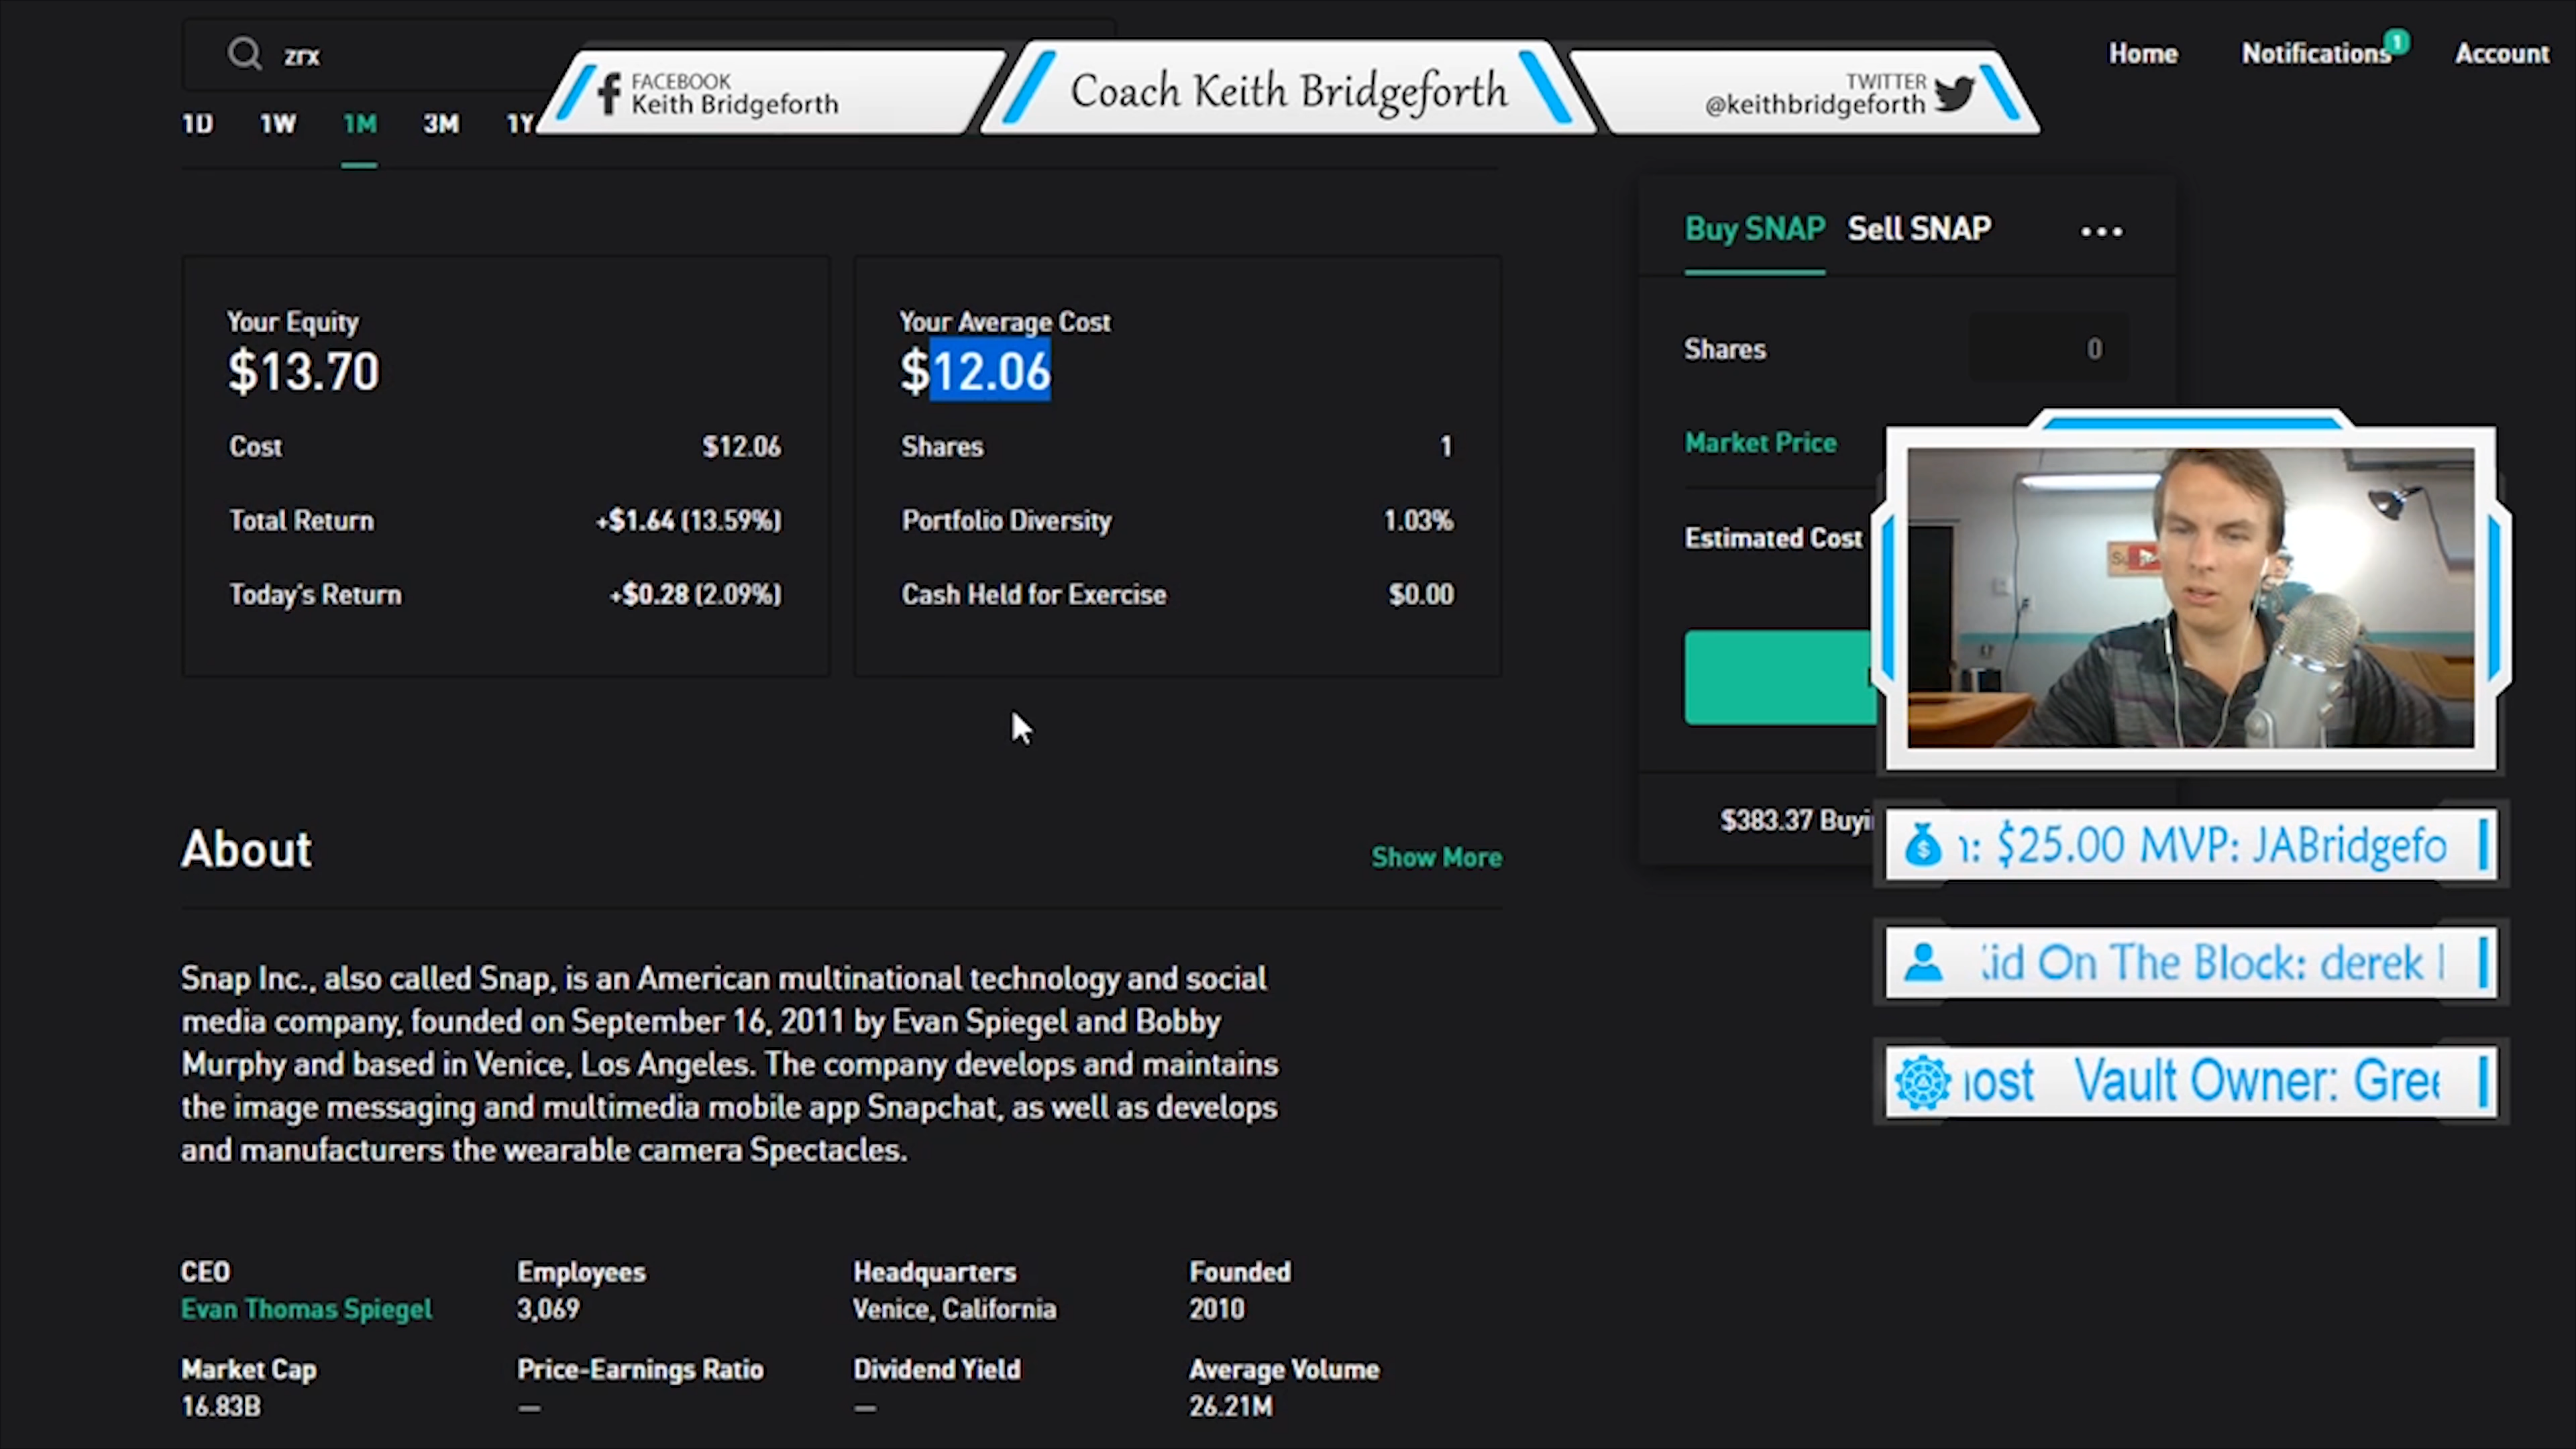 zrx
FACEBOOK
Keith Bridgeforth
Coach Keith Bridgeforth
TWITTER
@keithbridgeforth
Home
Notifications
1
Account
1D 1W 1M 3M 1Y
Your Equity
$13.70
Cost $12.06
Total Return +$1.64 (13.59%)
Today's Return +$0.28 (2.09%)
Your Average Cost
$12.06
Shares 1
Portfolio Diversity 1.03%
Cash Held for Exercise $0.00
Buy SNAP Sell SNAP
Shares 0
Market Price
Estimated Cost
$383.37
$25.00 MVP:
On The Block: derek
Vault Owner:
About
Show More
Snap Inc., also called Snap, is an American multinational technology and social
media company, founded on September 16, 2011 by Evan Spiegel and Bobby
Murphy and based in Venice, Los Angeles. The company develops and maintains
the image messaging and multimedia mobile app Snapchat, as well as develops
and manufacturers the wearable camera Spectacles.
CEO Employees Headquarters Founded
Evan Thomas Spiegel 3,069 Venice, California 2010
Market Cap Price-Earnings Ratio Dividend Yield Average Volume
16.83B — — 26.21M